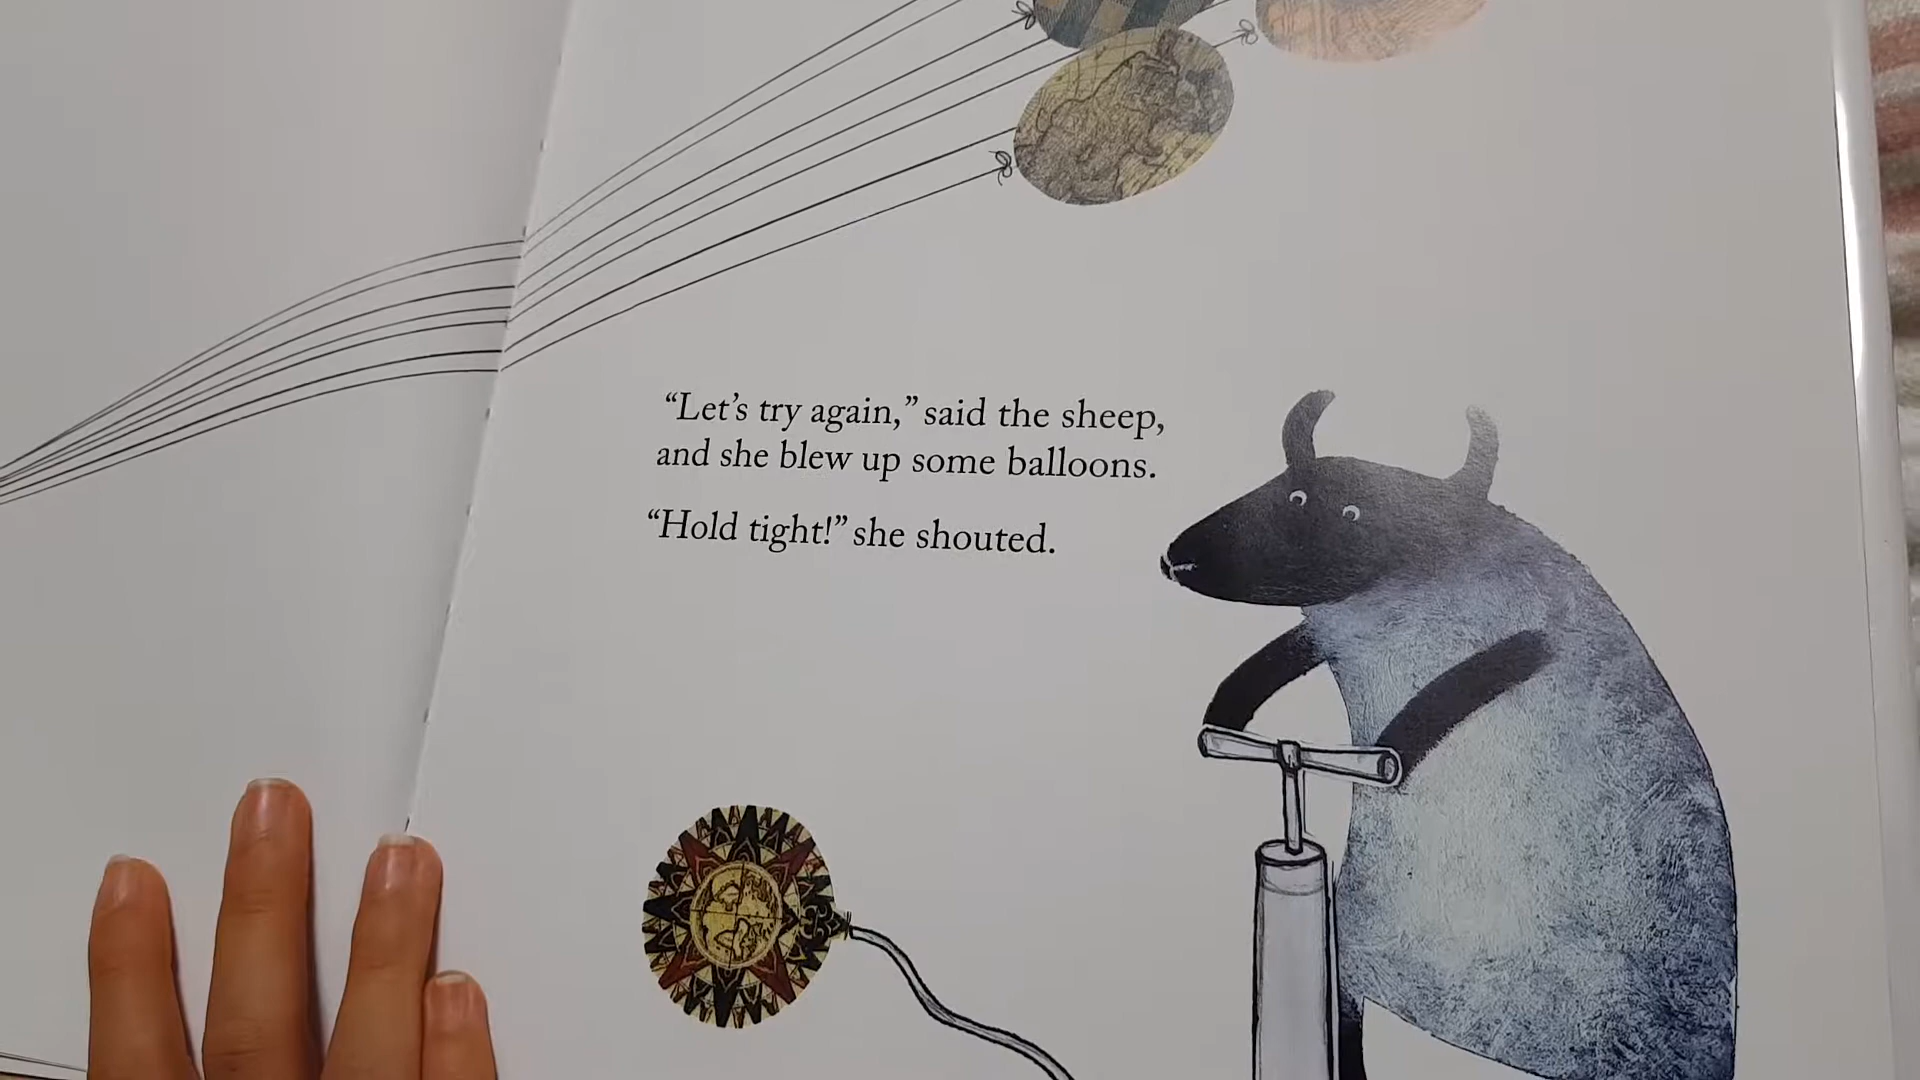 “Let’s try again,” said the sheep,
and she blew up some balloons.
“Hold tight!” she shouted.